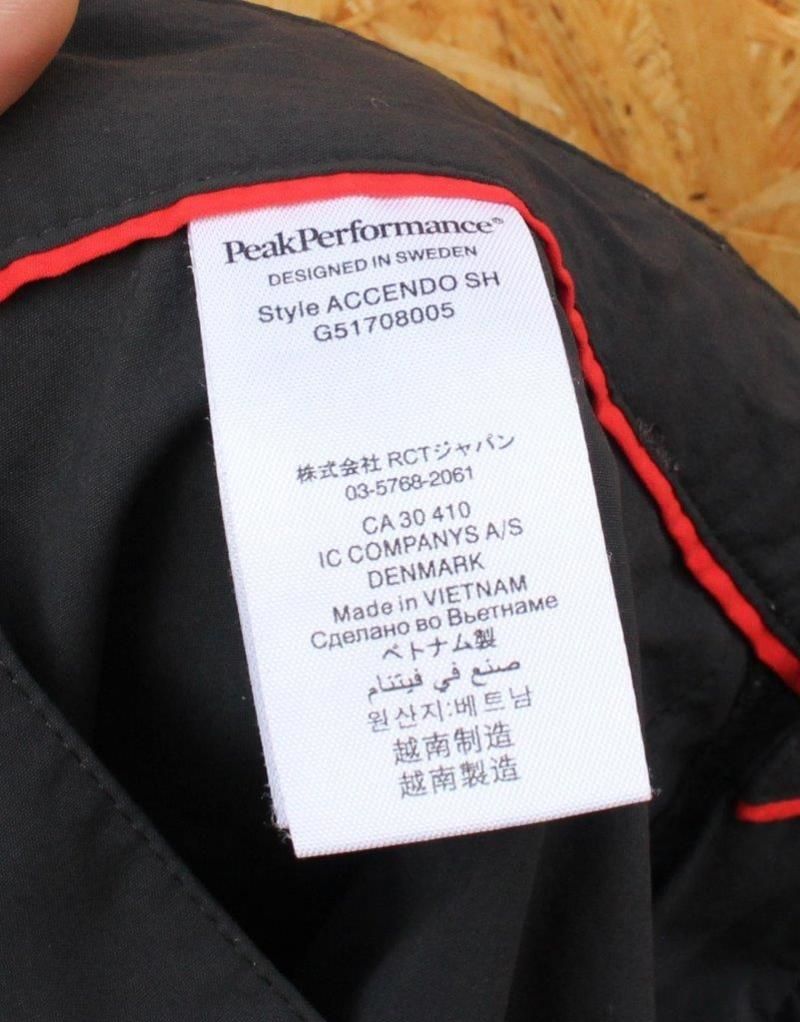 PeakPerformance®
DESIGNED IN SWEDEN
Style ACCENDO SH
G51708005
株式会社 RCTジャパン
03-5768-2061
CA 30 410
IC COMPANYS A/S
DENMARK
Made in VIETNAM
Сделано во Вьетнаме
ベトナム製
صنع في فيتنام
원산지:베트남
越南制造
越南製造